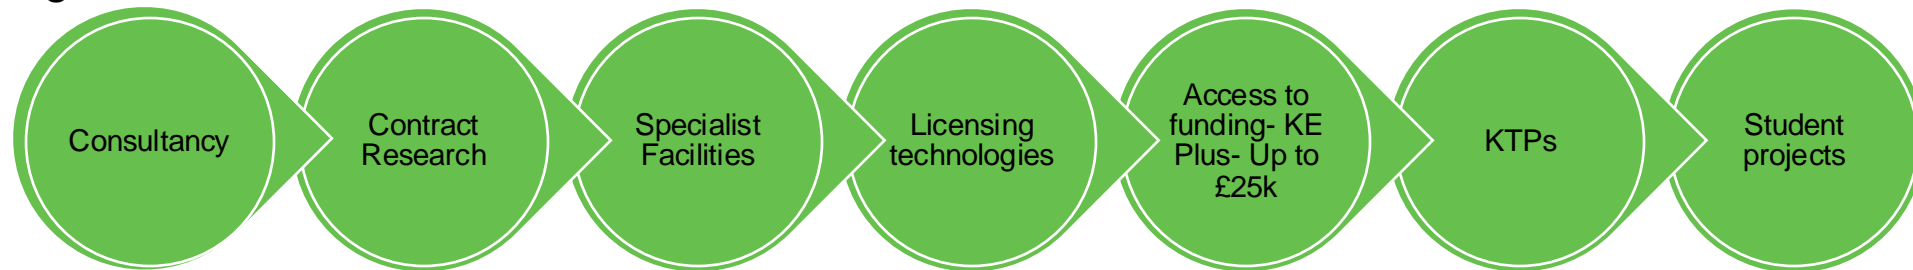 Consultancy
Contract
Research
Specialist
Facilities
Licensing
technologies
Access to
funding- KE
Plus- Up to
£25k
KTPs
Student
projects